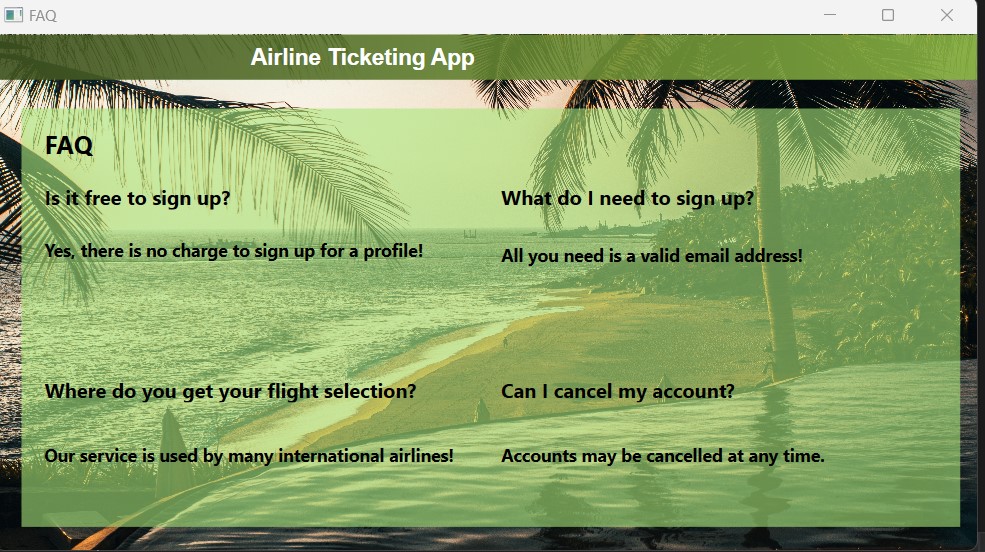 FAQ
Airline Ticketing App
FAQ
Is it free to sign up?
What do I need to sign up?
Yes, there is no charge to sign up for a profile!
All you need is a valid email address!
Where do you get your flight selection?
Can I cancel my account?
Our service is used by many international airlines!
Accounts may be cancelled at any time.